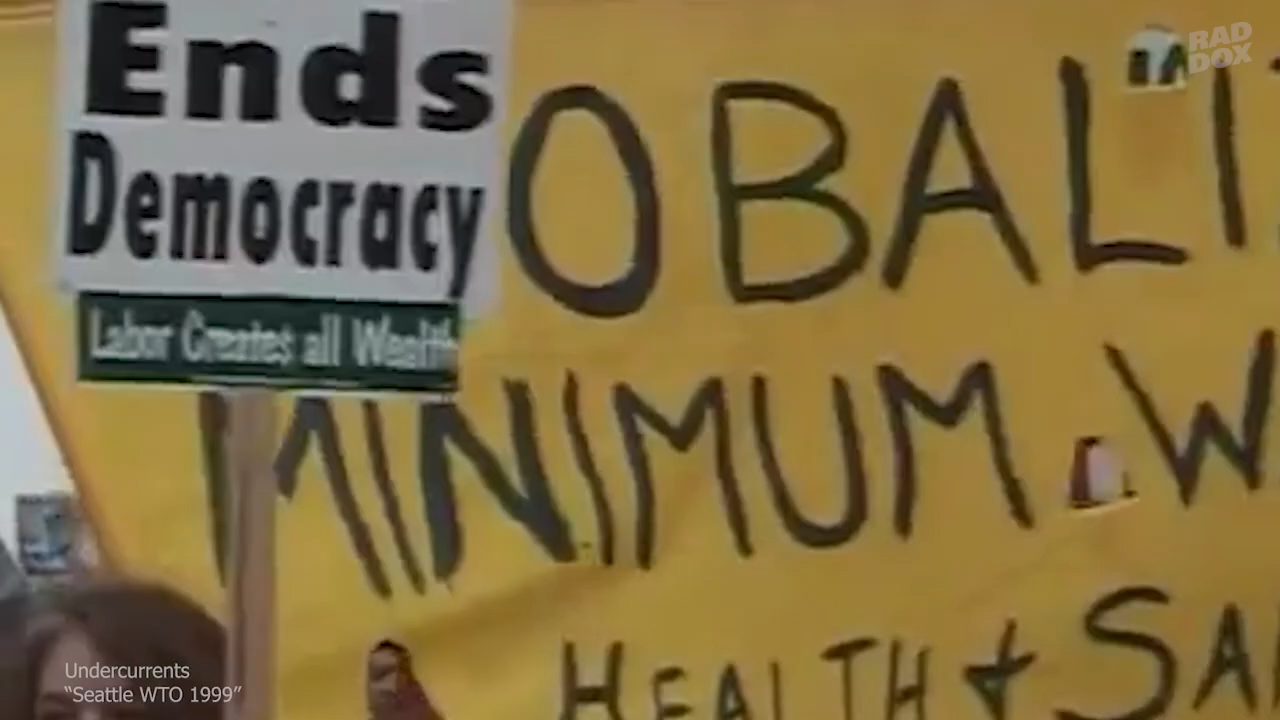 Ends
Democracy
Labor Creates all Wealth
OBALI
MINIMUM W
HEALTH & SA
RAD
DOX
Undercurrents
“Seattle WTO 1999”